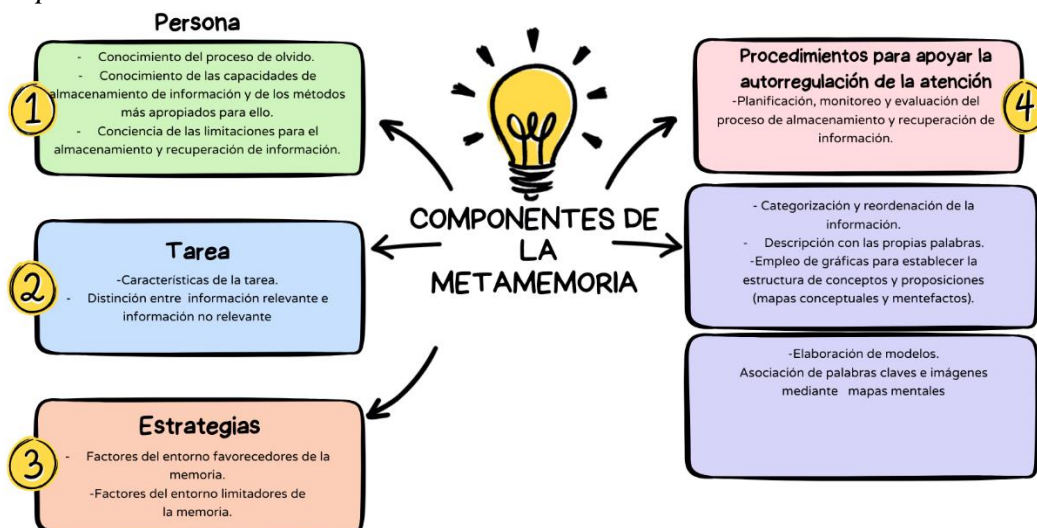 Persona
- Conocimiento del proceso de olvido.
- Conocimiento de las capacidades de
almacenamiento de información y de los métodos
más apropiados para ello.
- Conciencia de las limitaciones para el
almacenamiento y recuperación de información.
1
Tarea
-Características de la tarea.
- Distinción entre información relevante e
información no relevante
2
Estrategias
- Factores del entorno favorecedores de la
memoria.
-Factores del entorno limitadores de
la memoria.
3
COMPONENTES DE
LA
METAMEMORIA
Procedimientos para apoyar la
autorregulación de la atención
-Planificación, monitoreo y evaluación del
proceso de almacenamiento y recuperación de
información.
4
- Categorización y reordenación de la
información.
- Descripción con las propias palabras.
-Empleo de gráficas para establecer la
estructura de conceptos y proposiciones
(mapas conceptuales y mentefactos).
-Elaboración de modelos.
Asociación de palabras claves e imágenes
mediante mapas mentales